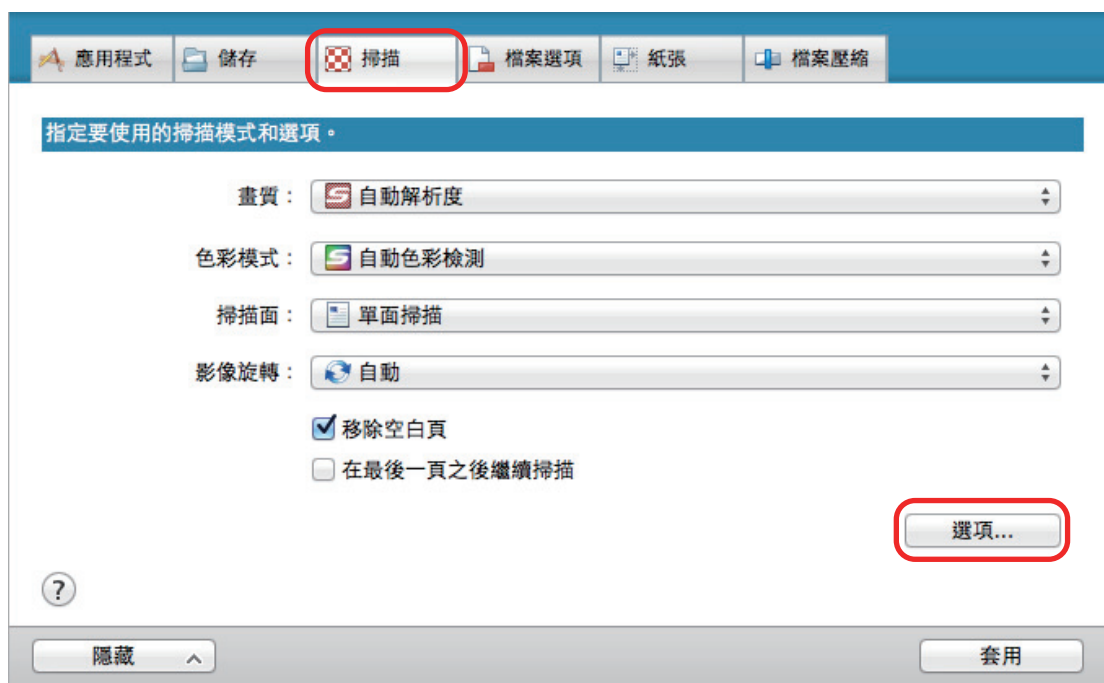 應用程式 儲存 掃描 檔案選項 紙張 檔案壓縮
指定要使用的掃描模式和選項。
畫質： 自動解析度
色彩模式： 自動色彩檢測
掃描面： 單面掃描
影像旋轉： 自動
移除空白頁
在最後一頁之後繼續掃描
選項...
?
隱藏 套用